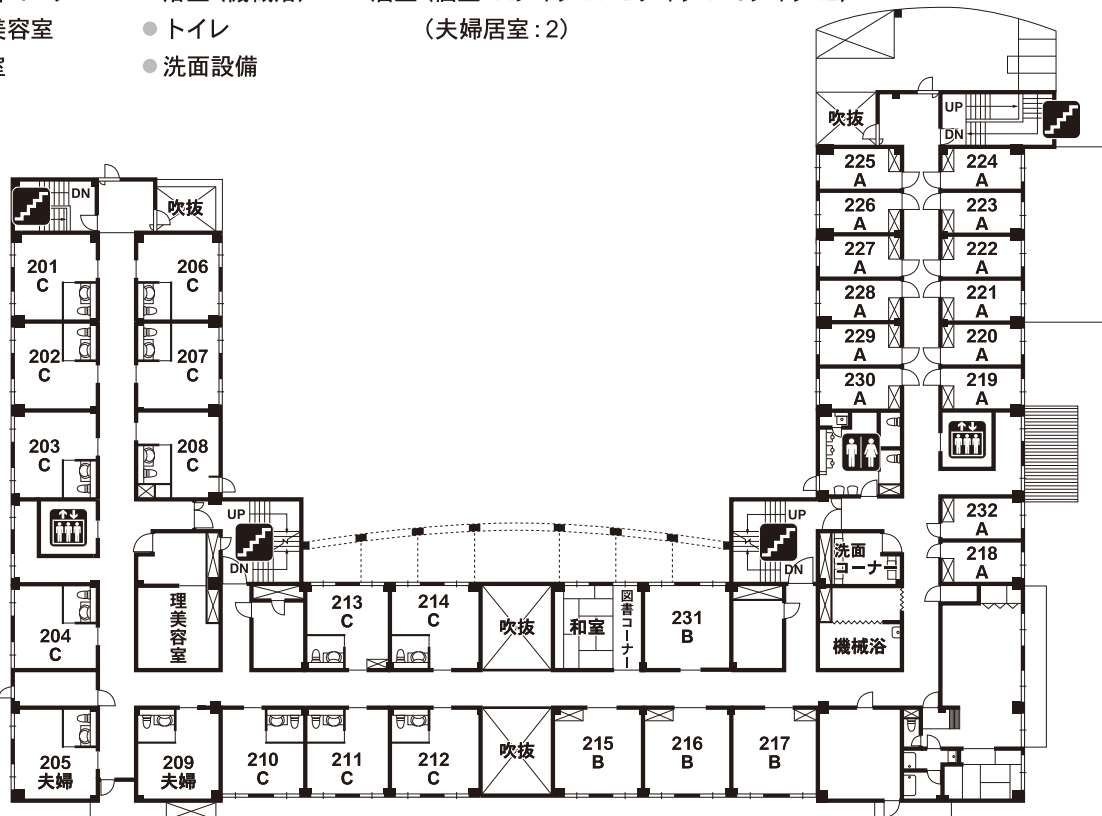 美容室
● トイレ
(夫婦居室:2)
室
● 洗面設備
吹抜
UP
DN
225
A
224
A
226
A
223
A
227
A
222
A
228
A
221
A
229
A
220
A
230
A
219
A
DN
吹抜
201
C
206
C
202
C
207
C
203
C
208
C
UP
DN
UP
DN
232
A
218
A
洗面
コーナー
204
C
理美容室
213
C
214
C
吹抜
和室
図書コーナー
231
B
機械浴
205
夫婦
209
夫婦
210
C
211
C
212
C
吹抜
215
B
216
B
217
B